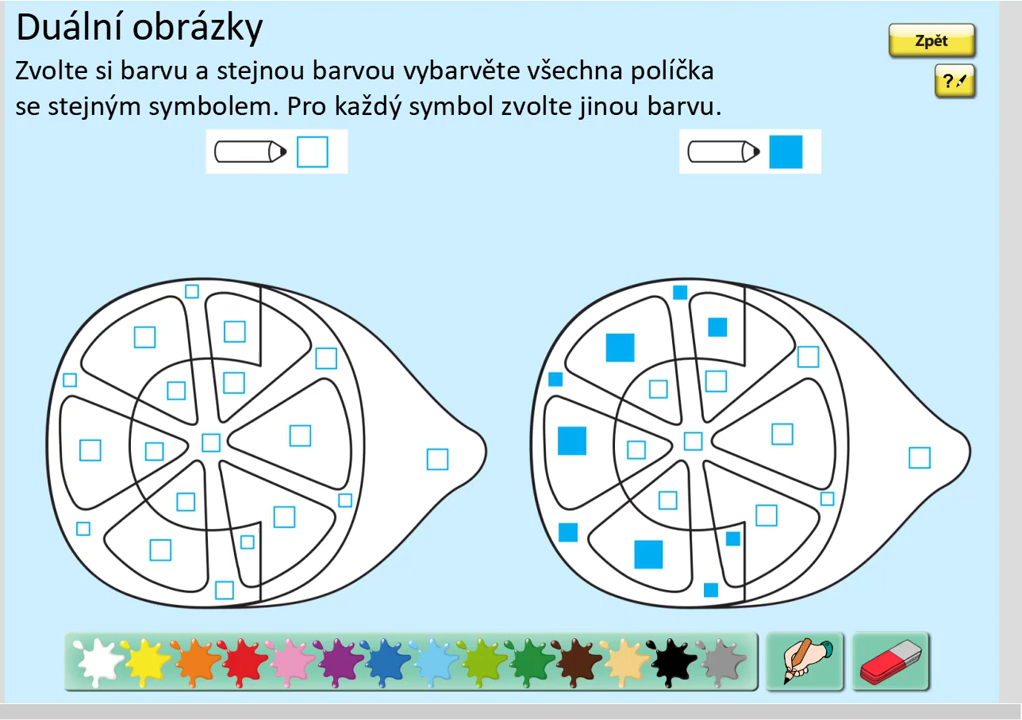 Duální obrázky
Zpět
Zvolte si barvu a stejnou barvou vybarvěte všechna políčka
se stejným symbolem. Pro každý symbol zvolte jinou barvu.
?